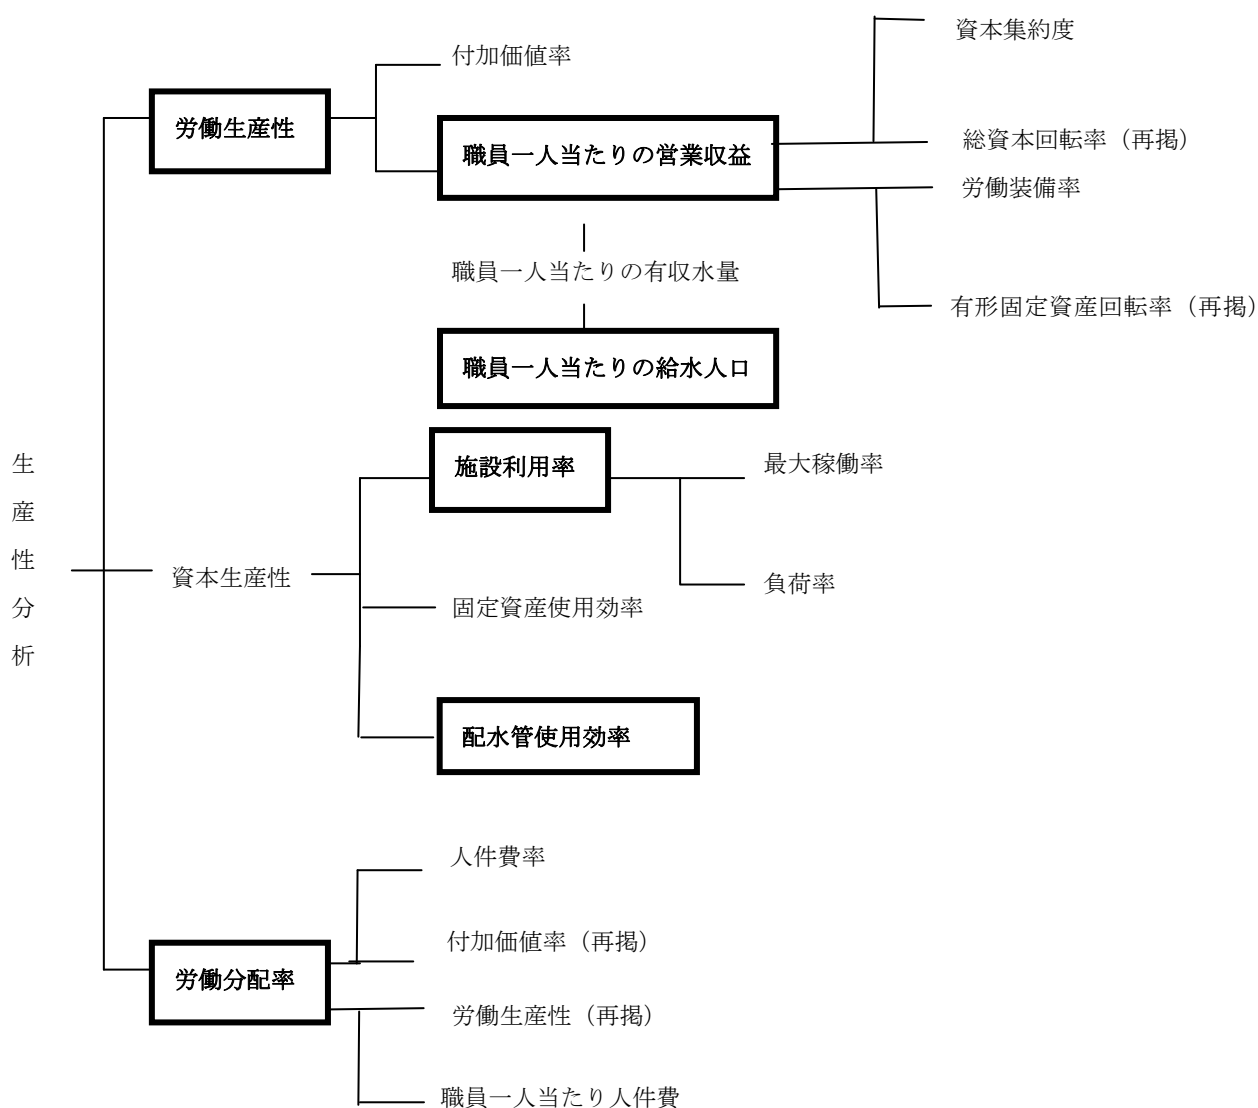 生産性分析
労働生産性
付加価値率
職員一人当たりの営業収益
資本集約度
総資本回転率（再掲）
労働装備率
有形固定資産回転率（再掲）
職員一人当たりの有収水量
職員一人当たりの給水人口
資本生産性
施設利用率
最大稼働率
負荷率
固定資産使用効率
配水管使用効率
労働分配率
人件費率
付加価値率（再掲）
労働生産性（再掲）
職員一人当たり人件費